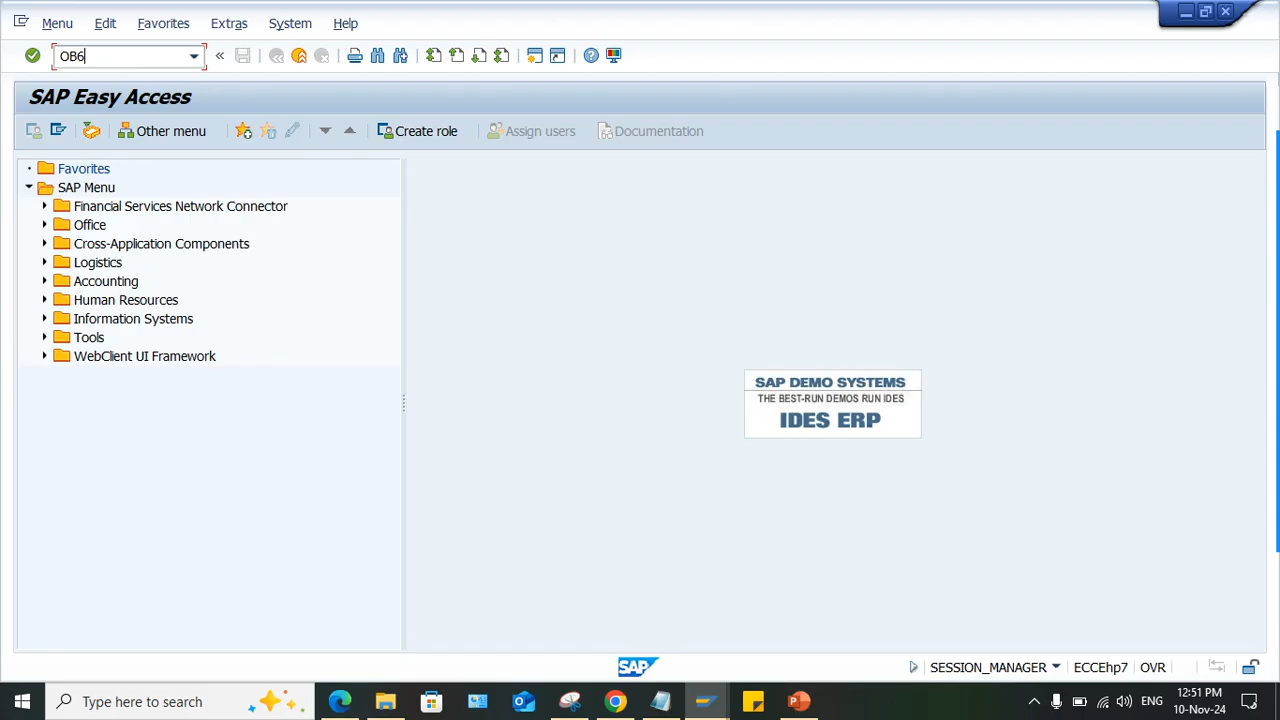 Menu Edit Favorites Extras System Help
OB6
SAP Easy Access
Other menu Create role Assign users Documentation
Favorites
SAP Menu
Financial Services Network Connector
Office
Cross-Application Components
Logistics
Accounting
Human Resources
Information Systems
Tools
WebClient UI Framework
SAP DEMO SYSTEMS
THE BEST-RUN DEMOS RUN IDES
IDES ERP
SAP SESSION_MANAGER ECCEhp7 OVR
Type here to search ENG 12:51 PM
10-Nov-24